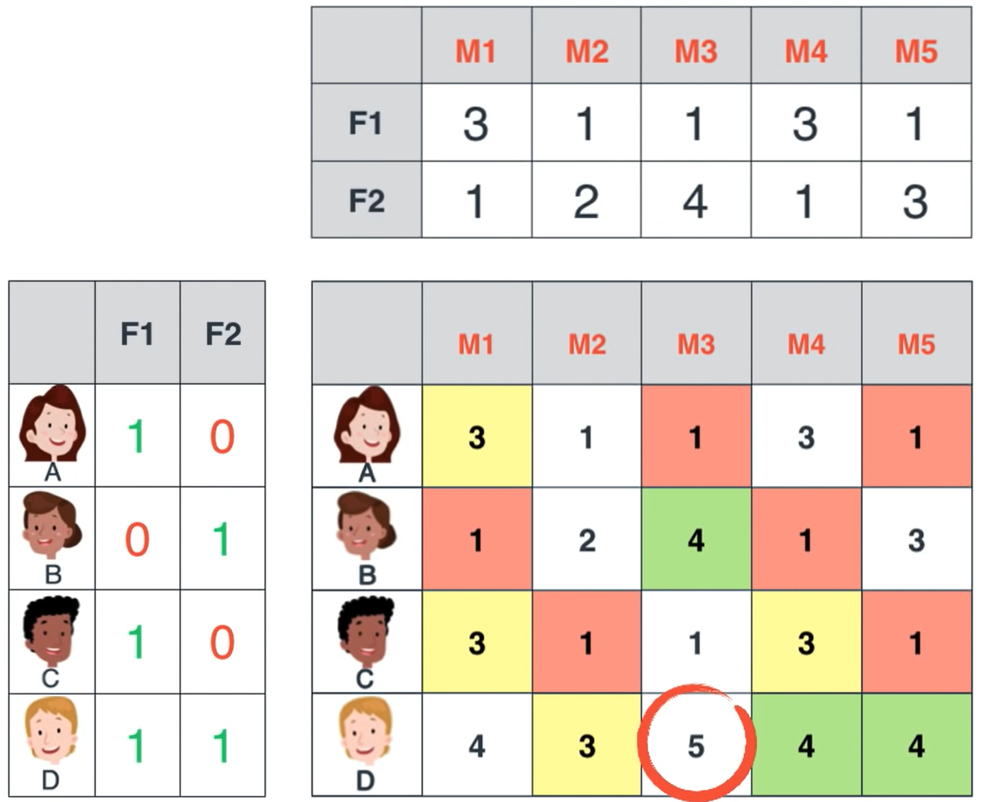 M1 M2 M3 M4 M5
F1 3 1 1 3 1
F2 1 2 4 1 3
F1 F2
A 1 0
B 0 1
C 1 0
D 1 1
M1 M2 M3 M4 M5
A 3 1 1 3 1
B 1 2 4 1 3
C 3 1 1 3 1
D 4 3 5 4 4